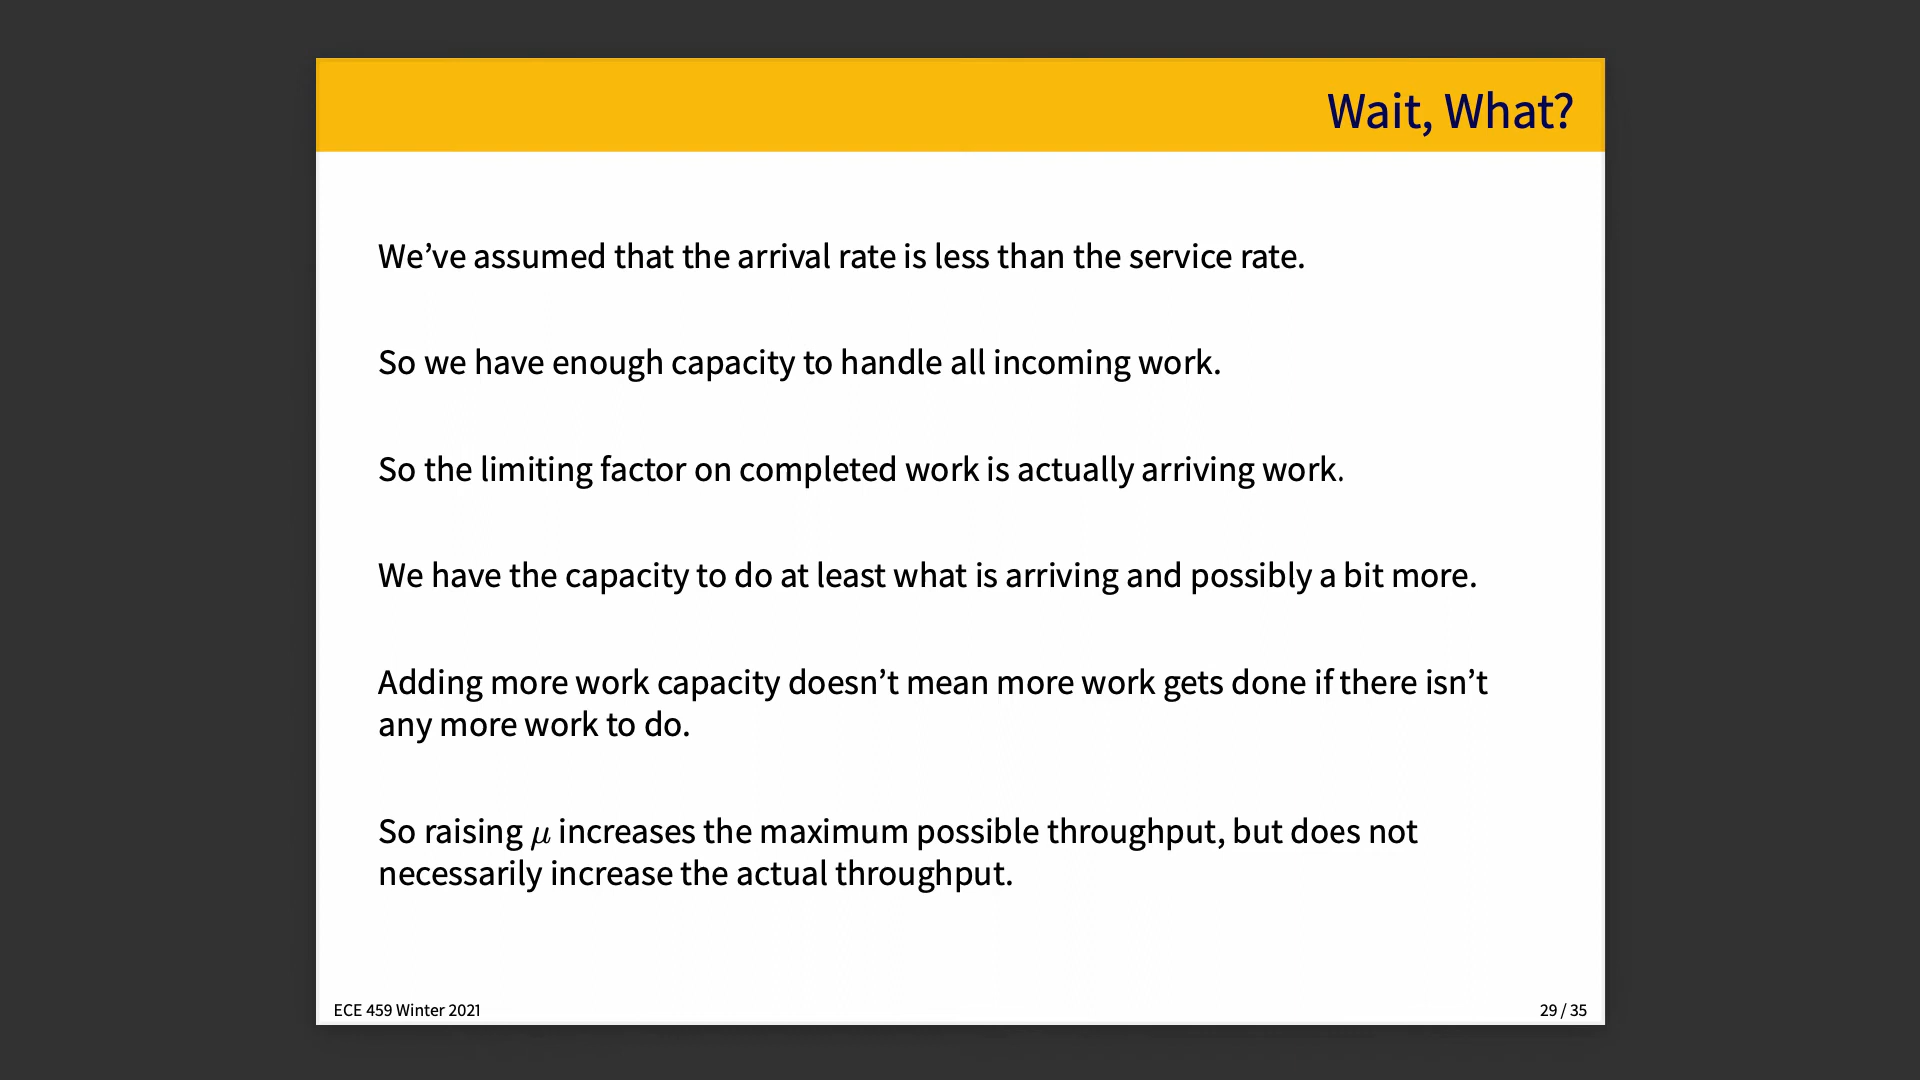 Wait, What?
We’ve assumed that the arrival rate is less than the service rate.
So we have enough capacity to handle all incoming work.
So the limiting factor on completed work is actually arriving work.
We have the capacity to do at least what is arriving and possibly a bit more.
Adding more work capacity doesn’t mean more work gets done if there isn’t
any more work to do.
So raising μ increases the maximum possible throughput, but does not
necessarily increase the actual throughput.
ECE 459 Winter 2021
29 / 35